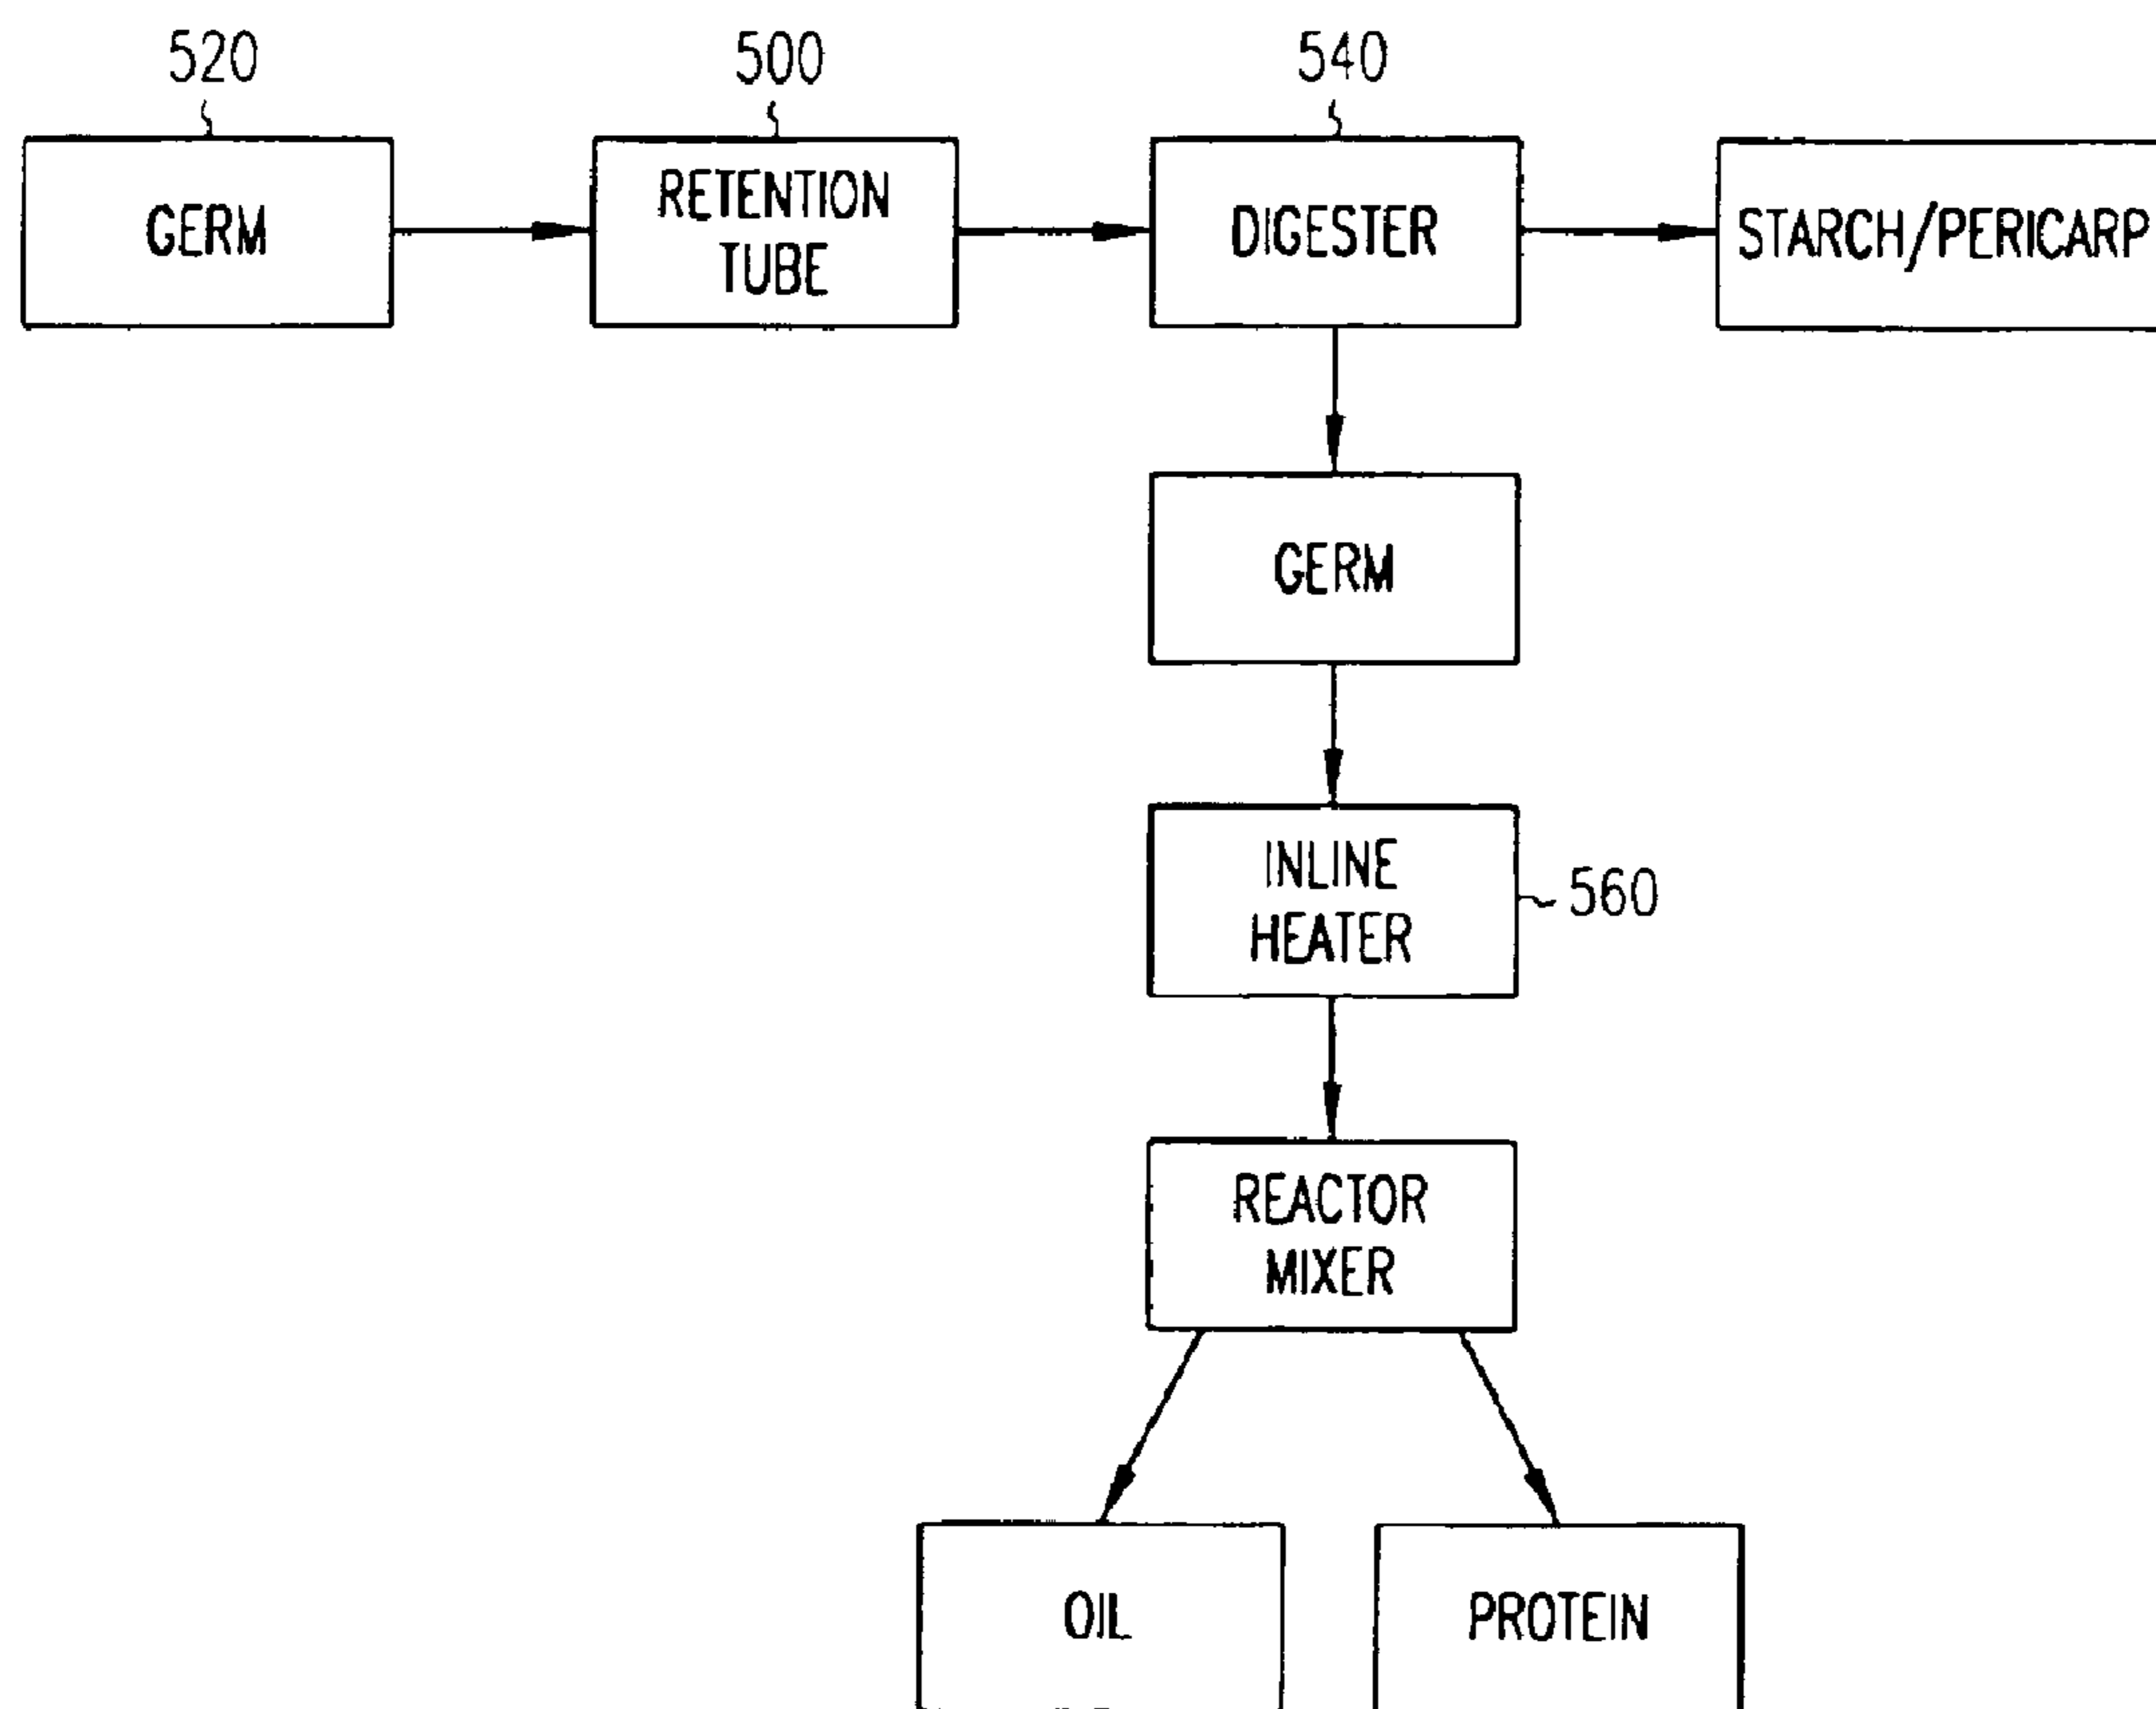 520
500
540
GERM
RETENTION
TUBE
DIGESTER
STARCH/PERICARP
GERM
INLINE
HEATER
560
REACTOR
MIXER
OIL
PROTEIN